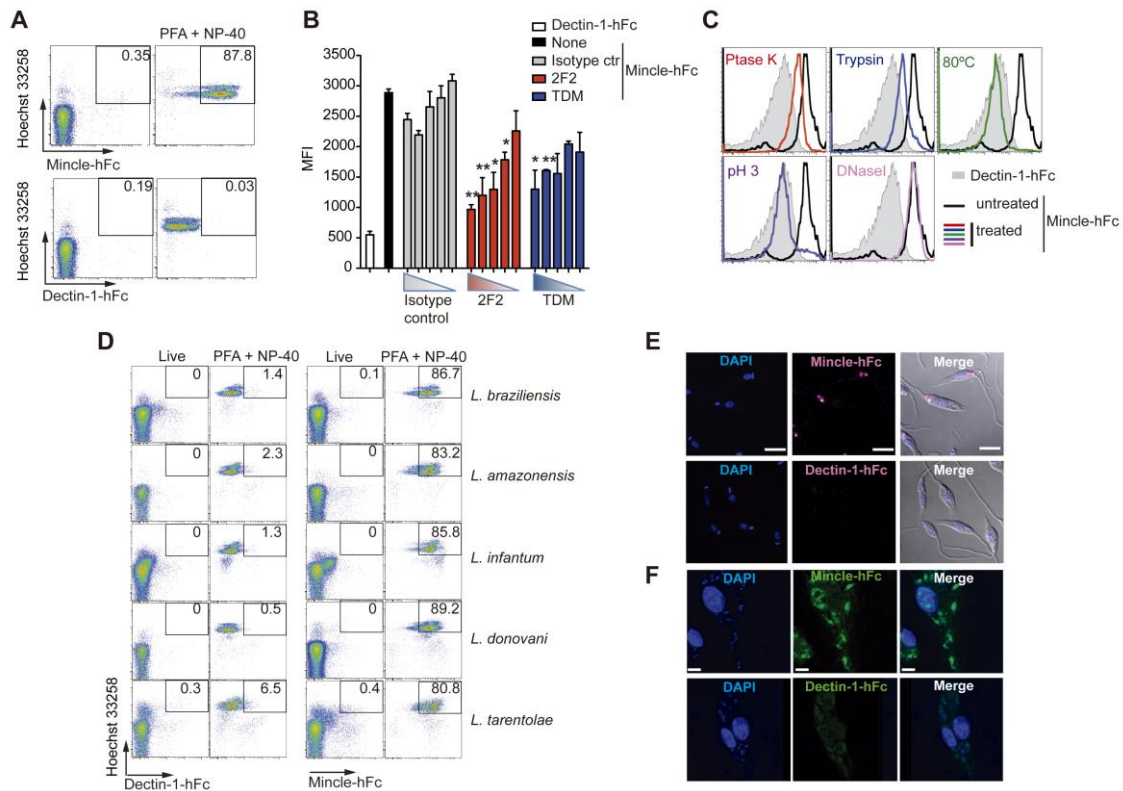 A
PFA + NP-40
0.35
87.8
Hoechst 33258
Mincle-hFc
0.19
0.03
Hoechst 33258
Dectin-1-hFc
B
Dectin-1-hFc
None
Isotype ctr
2F2
TDM
Mincle-hFc
MFI
3500
3000
2500
2000
1500
1000
500
0
** ** * *
* **
Isotype control
2F2
TDM
C
Ptase K
Trypsin
80ºC
pH 3
DNaseI
Dectin-1-hFc
untreated
treated
Mincle-hFc
D
Live PFA + NP-40 Live PFA + NP-40
0 1.4 0.1 86.7 L. braziliensis
0 2.3 0 83.2 L. amazonensis
0 1.3 0 85.8 L. infantum
0 0.5 0 89.2 L. donovani
0.3 6.5 0.4 80.8 L. tarentolae
Hoechst 33258
Dectin-1-hFc
Mincle-hFc
E
DAPI Mincle-hFc Merge
DAPI Dectin-1-hFc Merge
F
DAPI Mincle-hFc Merge
DAPI Dectin-1-hFc Merge